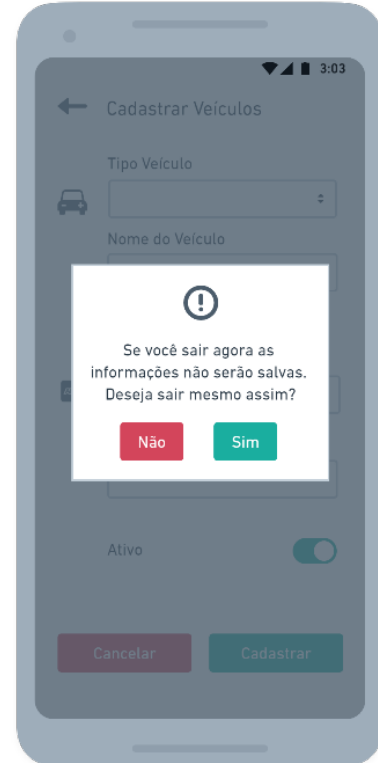 3:03
Cadastrar Veículos
Tipo Veículo
Nome do Veículo
Se você sair agora as
informações não serão salvas.
Deseja sair mesmo assim?
Não
Sim
Ativo
Cancelar
Cadastrar